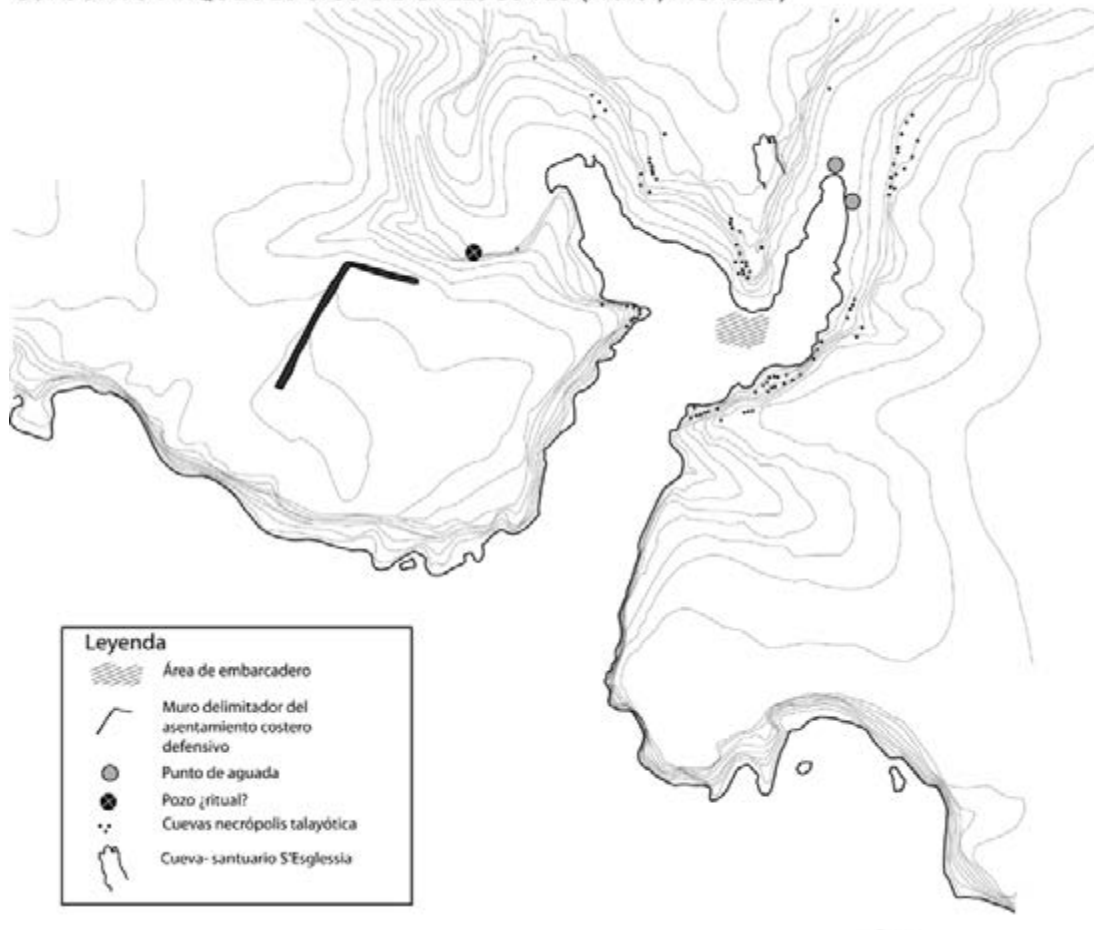 Leyenda
Área de embarcadero
Muro delimitador del
asentamiento costero
defensivo
Punto de aguada
Pozo ¿ritual?
Cuevas necrópolis talayótica
Cueva- santuario S'Esglessia